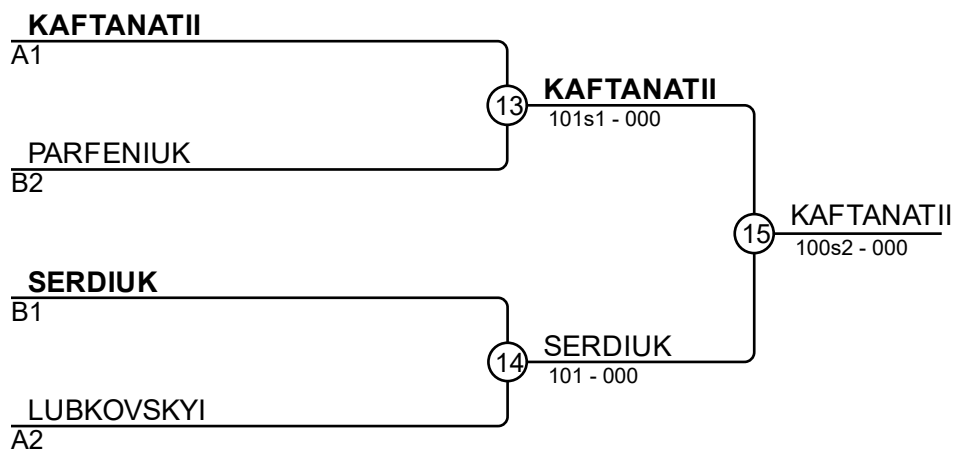 KAFTANATII
A1
13
KAFTANATII
101s1 - 000
PARFENIUK
B2
15
KAFTANATII
100s2 - 000
SERDIUK
B1
14
SERDIUK
101 - 000
LUBKOVSKYI
A2